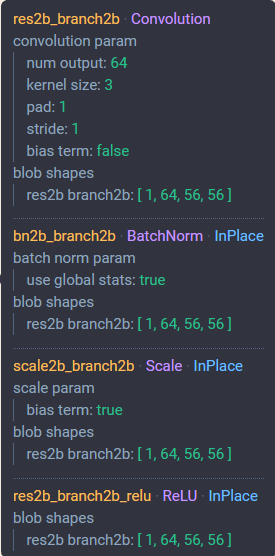 res2b_branch2b · Convolution
convolution param
num output: 64
kernel size: 3
pad: 1
stride: 1
bias term: false
blob shapes
res2b branch2b: [ 1, 64, 56, 56 ]
bn2b_branch2b · BatchNorm · InPlace
batch norm param
use global stats: true
blob shapes
res2b branch2b: [ 1, 64, 56, 56 ]
scale2b_branch2b · Scale · InPlace
scale param
bias term: true
blob shapes
res2b branch2b: [ 1, 64, 56, 56 ]
res2b_branch2b_relu · ReLU · InPlace
blob shapes
res2b branch2b: [ 1, 64, 56, 56 ]